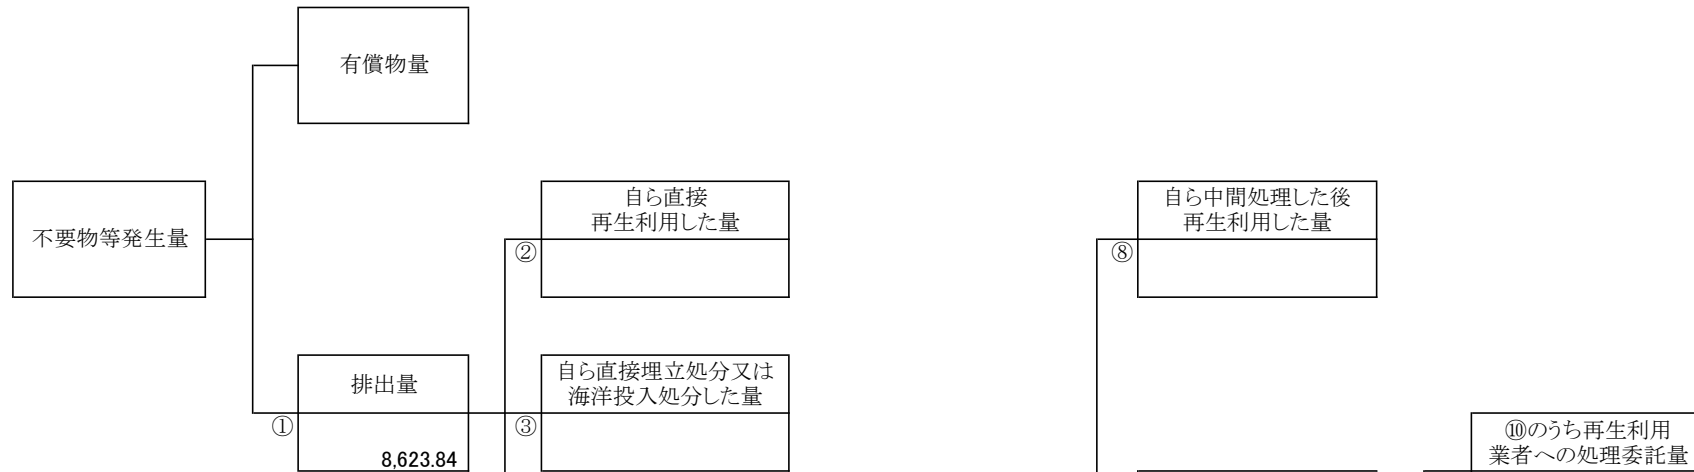 有償物量
不要物等発生量
自ら直接
再生利用した量
②
自ら中間処理した後
再生利用した量
⑧
排出量
①
8,623.84
自ら直接埋立処分又は
海洋投入処分した量
③
⑩のうち再生利用
業者への処理委託量